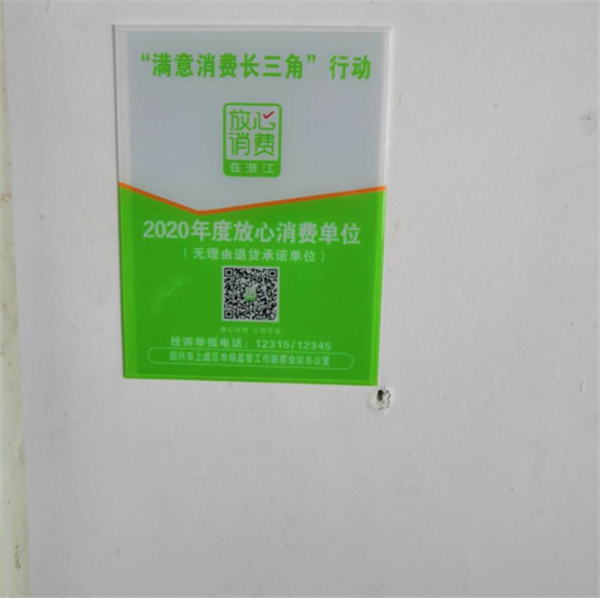 “满意消费长三角”行动
放心
消费
在浙江
2020年度放心消费单位
(无理由退货承诺单位)
投诉举报电话：12315/12345
绍兴市上虞区市场监管工作联席会议办公室